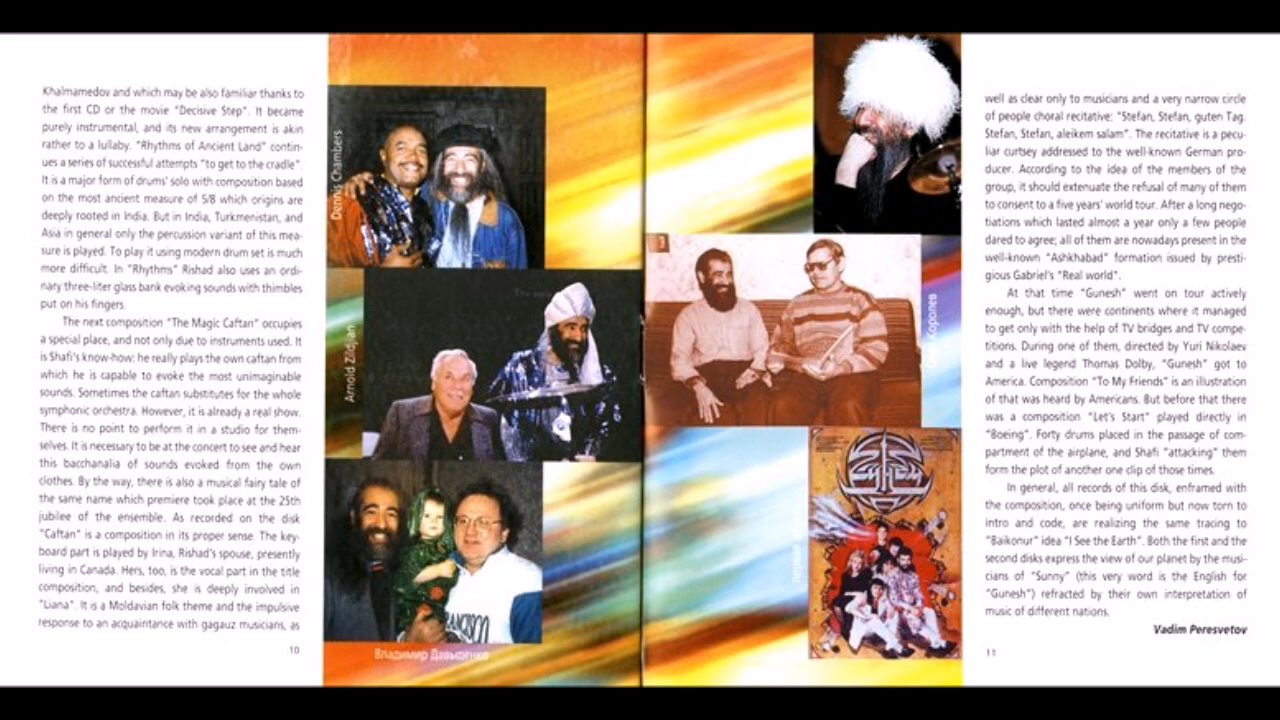 Khalmamedov and which may be also familiar thanks to
the first CD or the movie "Decisive Step". It became
purely instrumental, and its new arrangement is akin
rather to a lullaby. "Rhythms of Ancient Land" contin-
ues a series of successful attempts "to get to the cradle".
It is a major form of drums' solo with composition based
on the most ancient measure of 5/8 which origins are
deeply rooted in India. But in India, Turkmenistan, and
Asia in general only the percussion variant of this mea-
sure is played. To play it using modern drum set is much
more difficult. In "Rhythms" Rishad also uses an ordi-
nary three-liter glass bank evoking sounds with thimbles
put on his fingers.
The next composition "The Magic Caftan" occupies
a special place, and not only due to instruments used. It
is Shafi's know-how: he really plays the own caftan from
which he is capable to evoke the most unimaginable
sounds. Sometimes the caftan substitutes for the whole
symphonic orchestra. However, it is already a real show.
There is no point to perform it in a studio for them-
selves. It is necessary to be at the concert to see and hear
this bacchanalia of sounds evoked from the own
clothes. By the way, there is also a musical fairy tale of
the same name which premiere took place at the 25th
jubilee of the ensemble. As recorded on the disk
"Caftan" is a composition in its proper sense. The key-
board part is played by Irina, Rishad's spouse, presently
living in Canada. Hers, too, is the vocal part in the title
composition, and besides, she is deeply involved in
"Liana". It is a Moldavian folk theme and the impulsive
response to an acquaintance with gagauz musicians, as
10
Dennis Chambers
Arnold Zildjan
Владимир Давыденко
Королев
well as clear only to musicians and a very narrow circle
of people choral recitative: "Stefan, Stefan, guten Tag.
Stefan, Stefan, aleikem salam". The recitative is a pecu-
liar curtsey addressed to the well-known German pro-
ducer. According to the idea of the members of the
group, it should extenuate the refusal of many of them
to consent to a five years' world tour. After a long nego-
tiations which lasted almost a year only a few people
dared to agree; all of them are nowadays present in the
well-known "Ashkhabad" formation issued by presti-
gious Gabriel's "Real world".
At that time "Gunesh" went on tour actively
enough, but there were continents where it managed
to get only with the help of TV bridges and TV compe-
titions. During one of them, directed by Yuri Nikolaev
and a live legend Thomas Dolby, "Gunesh" got to
America. Composition "To My Friends" is an illustration
of that was heard by Americans. But before that there
was a composition "Let's Start" played directly in
"Boeing". Forty drums placed in the passage of com-
partment of the airplane, and Shafi "attacking" them
form the plot of another one clip of those times.
In general, all records of this disk, enframed with
the composition, once being uniform but now torn to
intro and code, are realizing the same tracing to
"Baikonur" idea "I See the Earth". Both the first and the
second disks express the view of our planet by the musi-
cians of "Sunny" (this very word is the English for
"Gunesh") refracted by their own interpretation of
music of different nations.
Vadim Peresvetov
11